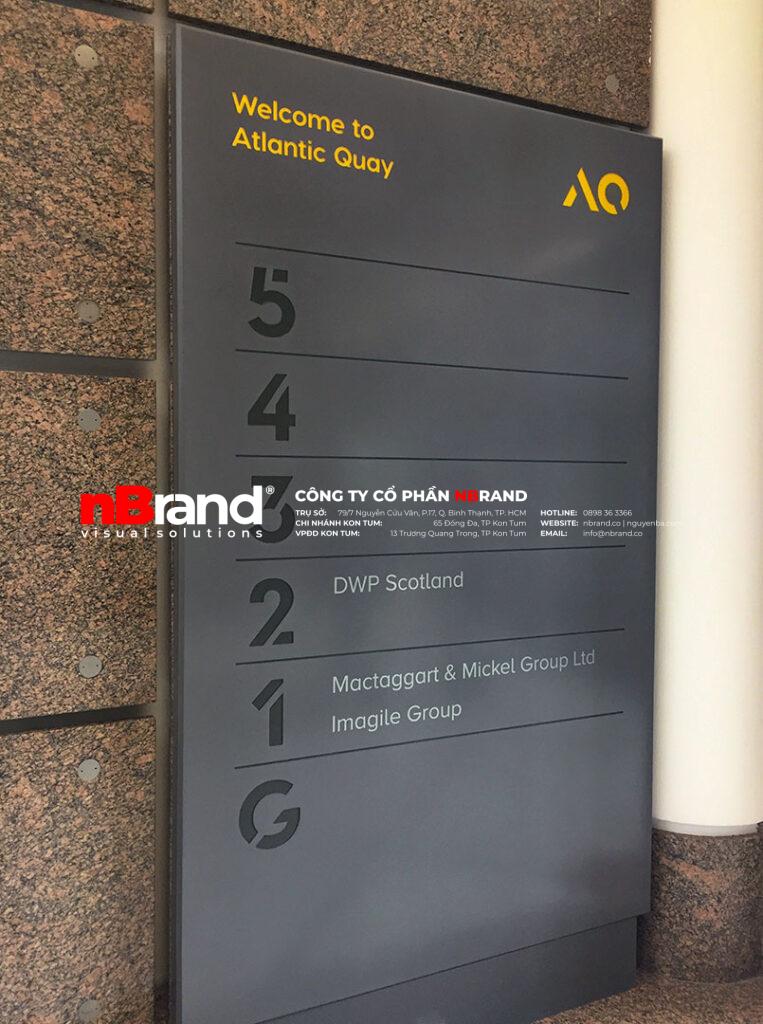 Welcome to
Atlantic Quay
AQ
5
4
3
nBrand®
visual solutions
CÔNG TY CỔ PHẦN NBRAND
TRỤ SỞ: 79/7 Nguyễn Cửu Vân, P.17, Q. Bình Thạnh, TP. HCM
CHI NHÁNH KON TUM: 65 Đống Đa, TP Kon Tum
VPĐD KON TUM: 13 Trương Quang Trọng, TP Kon Tum
HOTLINE: 0898 36 3366
WEBSITE: nbrand.co | nguyenba
EMAIL: info@nbrand.co
2 DWP Scotland
1 Mactaggart & Mickel Group Ltd
Imagile Group
G